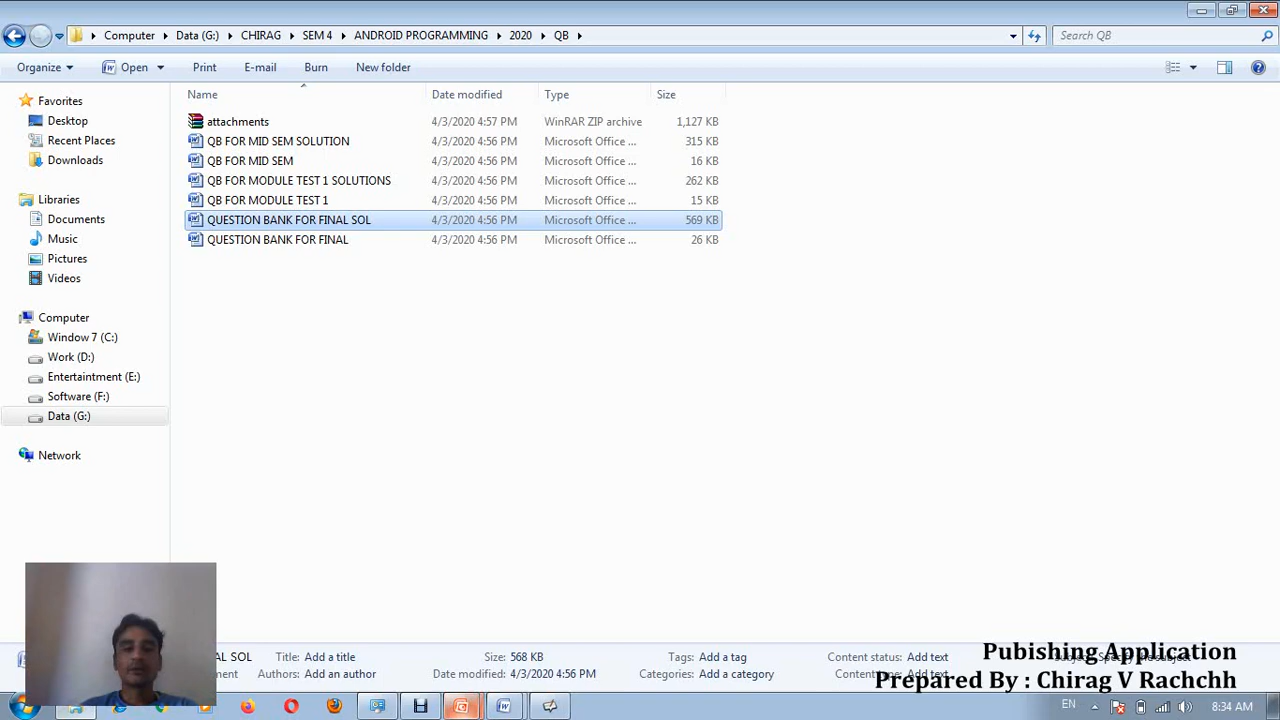 Computer
Data (G:)
CHIRAG
SEM 4
ANDROID PROGRAMMING
2020
QB
Search QB
Organize
Open
Print
E-mail
Burn
New folder
Name
Date modified
Type
Size
Favorites
Desktop
Recent Places
Downloads
Libraries
Documents
Music
Pictures
Videos
Computer
Window 7 (C:)
Work (D:)
Entertaintment (E:)
Software (F:)
Data (G:)
Network
attachments 4/3/2020 4:57 PM WinRAR ZIP archive 1,127 KB
QB FOR MID SEM SOLUTION 4/3/2020 4:56 PM Microsoft Office ... 315 KB
QB FOR MID SEM 4/3/2020 4:56 PM Microsoft Office ... 16 KB
QB FOR MODULE TEST 1 SOLUTIONS 4/3/2020 4:56 PM Microsoft Office ... 262 KB
QB FOR MODULE TEST 1 4/3/2020 4:56 PM Microsoft Office ... 15 KB
QUESTION BANK FOR FINAL SOL 4/3/2020 4:56 PM Microsoft Office ... 569 KB
QUESTION BANK FOR FINAL 4/3/2020 4:56 PM Microsoft Office ... 26 KB
AL SOL
Title: Add a title
Size: 568 KB
Tags: Add a tag
Content status: Add text
Authors: Add an author
Date modified: 4/3/2020 4:56 PM
Categories: Add a category
Pubishing Application
Prepared By : Chirag V Rachchh
EN
8:34 AM